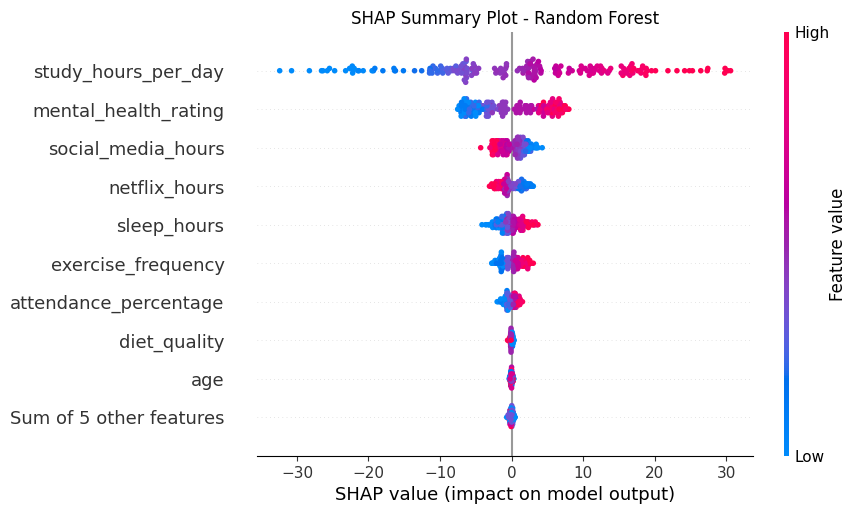 SHAP Summary Plot - Random Forest
High
study_hours_per_day
mental_health_rating
social_media_hours
netflix_hours
sleep_hours
exercise_frequency
attendance_percentage
diet_quality
age
Sum of 5 other features
Feature value
Low
−30
−20
−10
0
10
20
30
SHAP value (impact on model output)